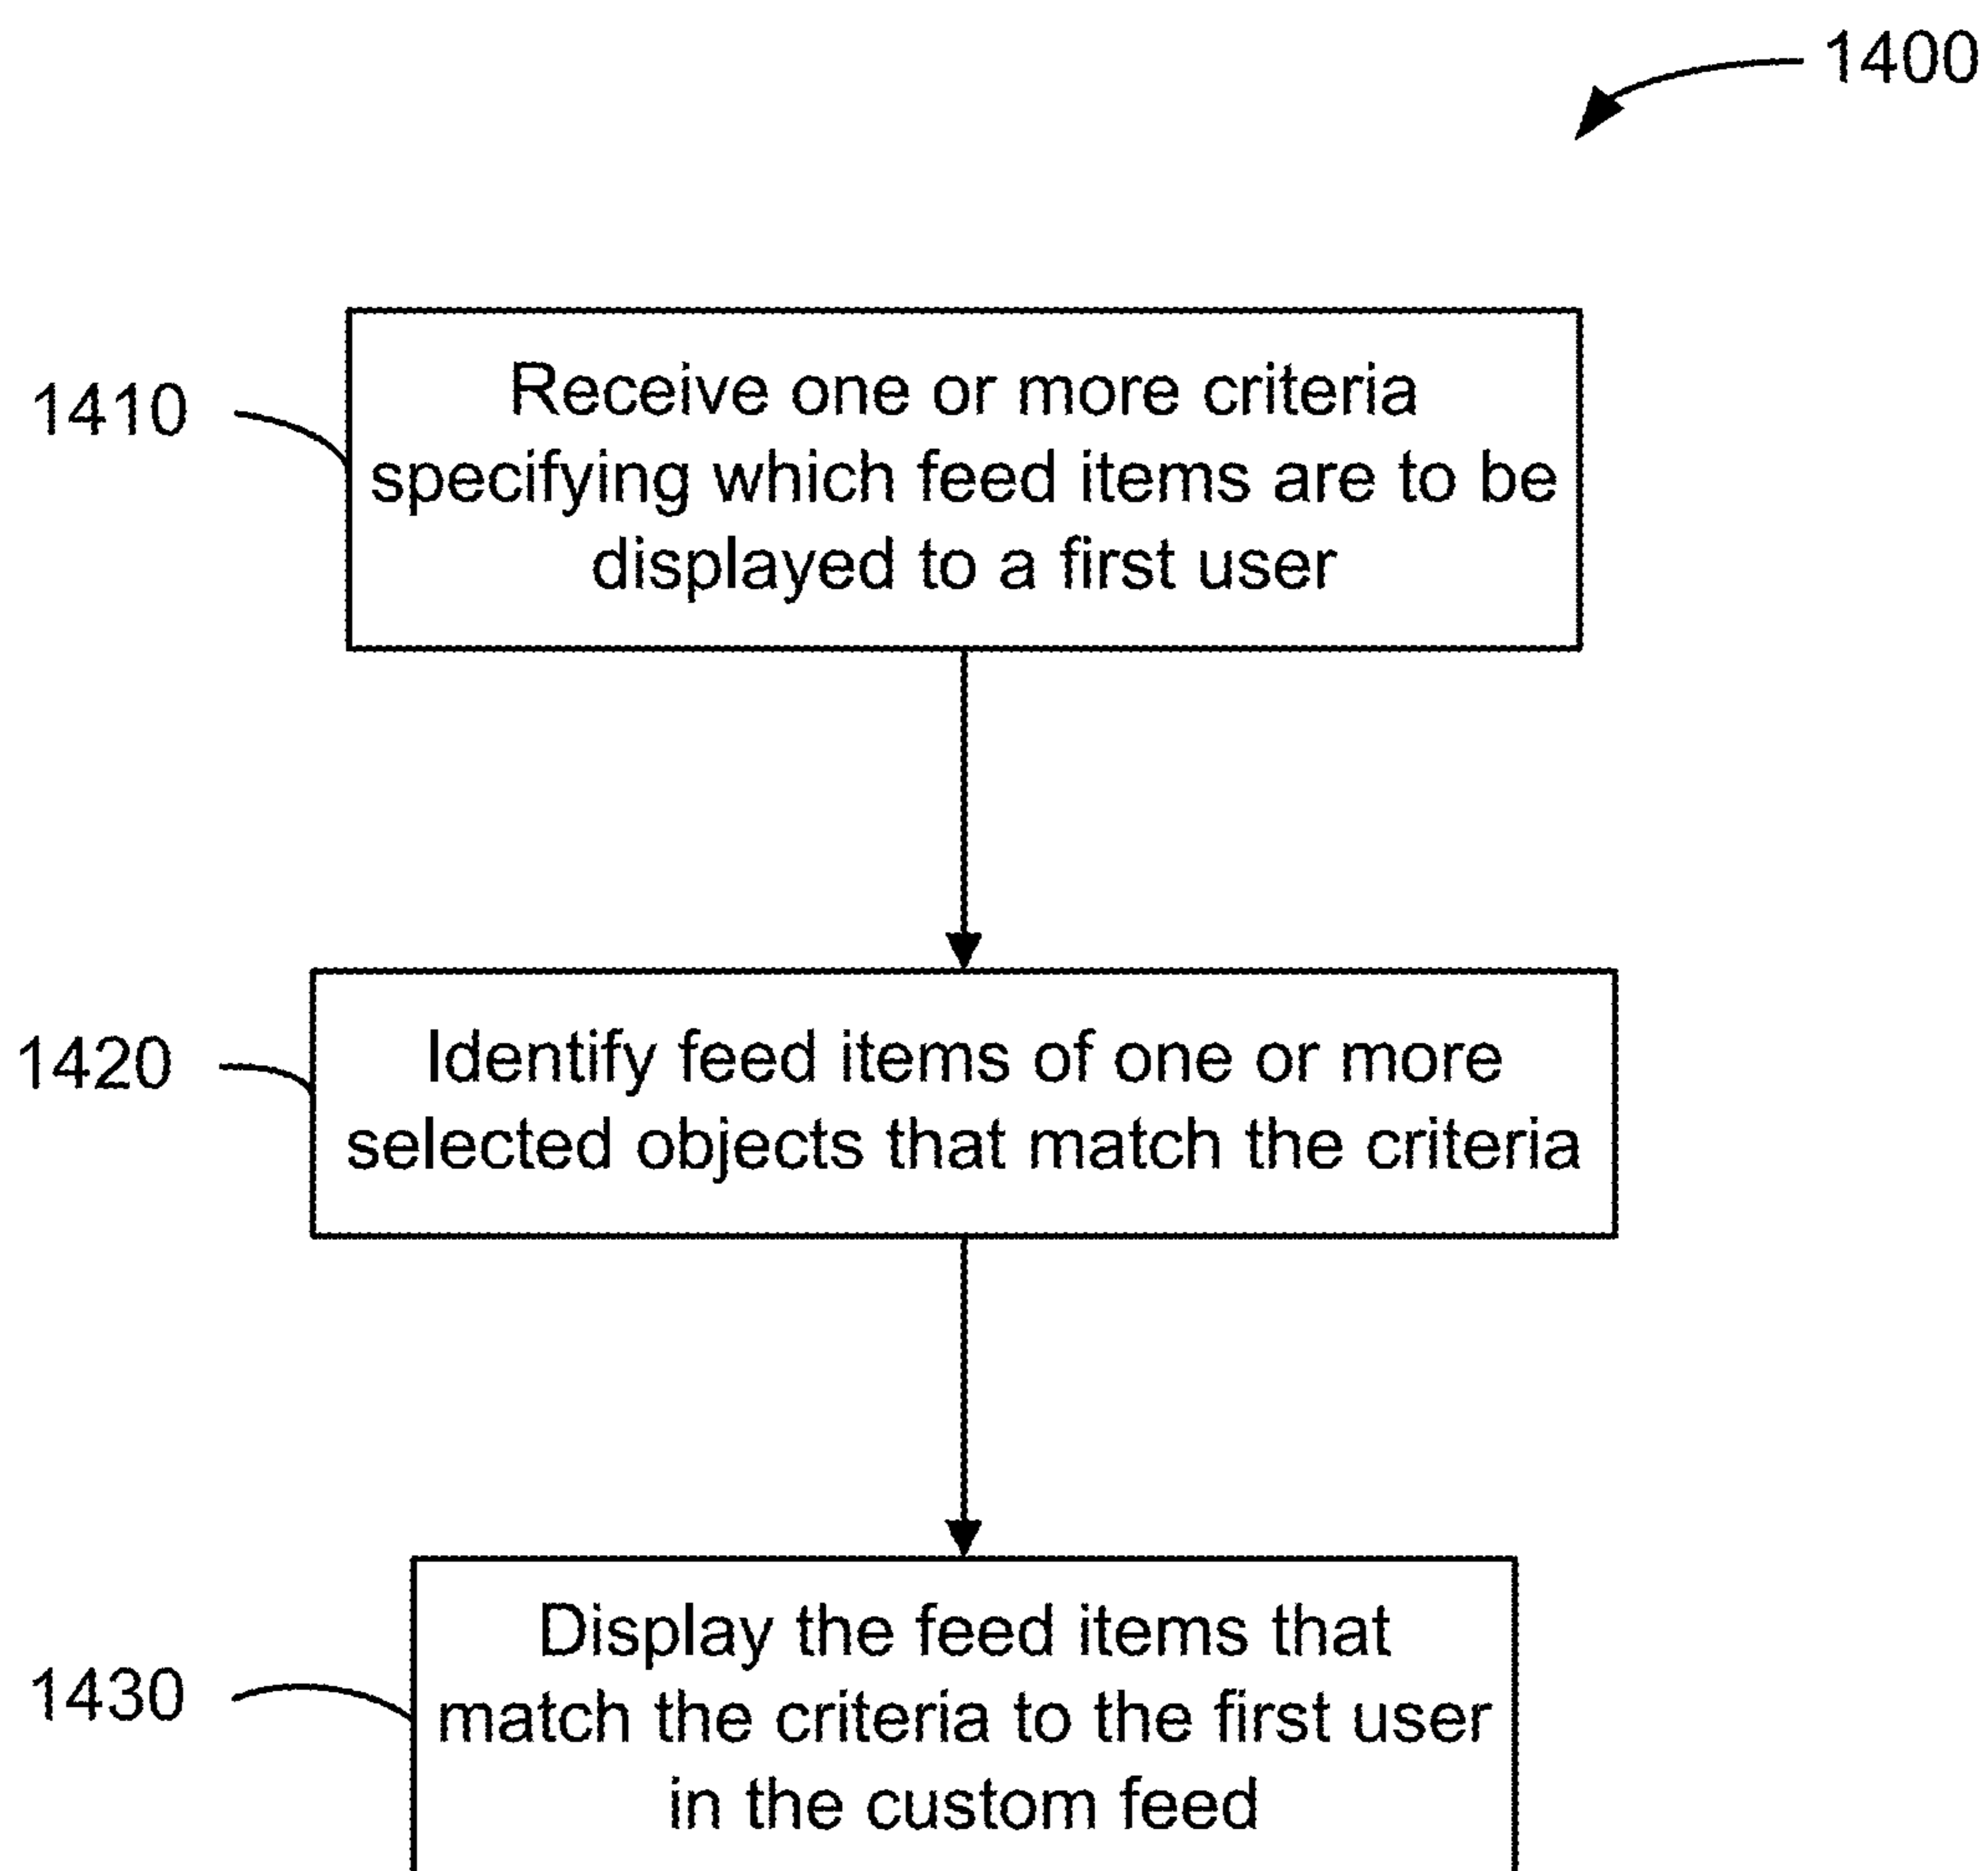 1400
1410
Receive one or more criteria
specifying which feed items are to be
displayed to a first user
1420
Identify feed items of one or more
selected objects that match the criteria
1430
Display the feed items that
match the criteria to the first user
in the custom feed